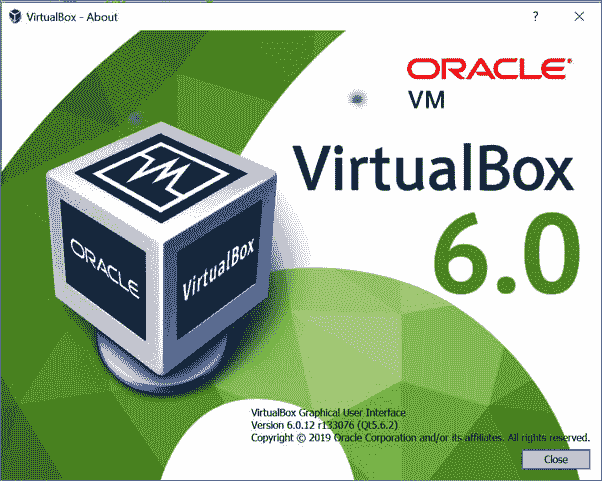 VirtualBox - About
ORACLE®
VM
VirtualBox
6.0
ORACLE
VirtualBox
VirtualBox Graphical User Interface
Version 6.0.12 r133076 (Qt5.6.2)
Copyright © 2019 Oracle Corporation and/or its affiliates. All rights reserved.
Close